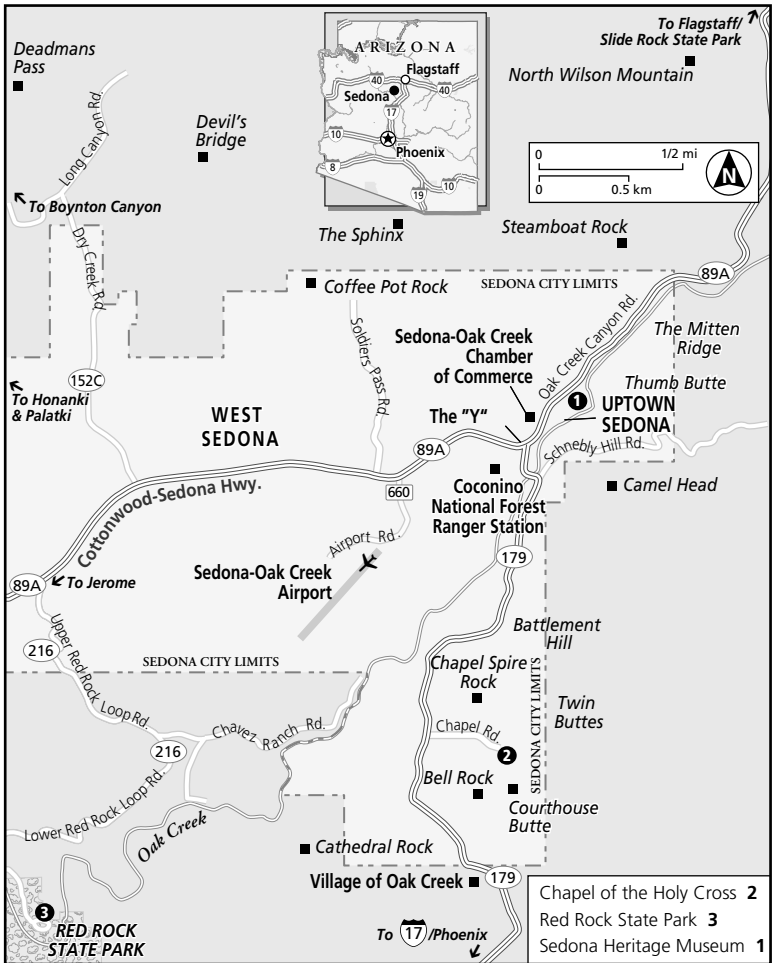 To Flagstaff/
Slide Rock State Park
North Wilson Mountain
Deadmans
Pass
Long Canyon Rd.
Devil's
Bridge
ARIZONA
Flagstaff
40
40
Sedona
17
10
Phoenix
8
19
10
0
1/2 mi
0
0.5 km
N
To Boynton Canyon
Dry Creek Rd.
The Sphinx
Steamboat Rock
Coffee Pot Rock
SEDONA CITY LIMITS
89A
Soldiers Pass Rd.
Oak Creek Canyon Rd.
Sedona-Oak Creek
Chamber
of Commerce
The Mitten
Ridge
Thumb Butte
152C
To Honanki
& Palatki
WEST
SEDONA
The "Y"
1
UPTOWN
SEDONA
89A
Schnebly Hill Rd.
Cottonwood-Sedona Hwy.
660
Coconino
National Forest
Ranger Station
Camel Head
Airport Rd.
179
Sedona-Oak Creek
Airport
89A
To Jerome
Upper Red Rock Loop Rd.
216
SEDONA CITY LIMITS
Battlement
Hill
Chapel Spire
Rock
SEDONA CITY LIMITS
Twin
Buttes
Chavez Ranch Rd.
216
Chapel Rd.
2
Bell Rock
Courthouse
Butte
Lower Red Rock Loop Rd.
Oak Creek
Cathedral Rock
Village of Oak Creek
179
3
RED ROCK
STATE PARK
To 17/Phoenix
Chapel of the Holy Cross 2
Red Rock State Park 3
Sedona Heritage Museum 1